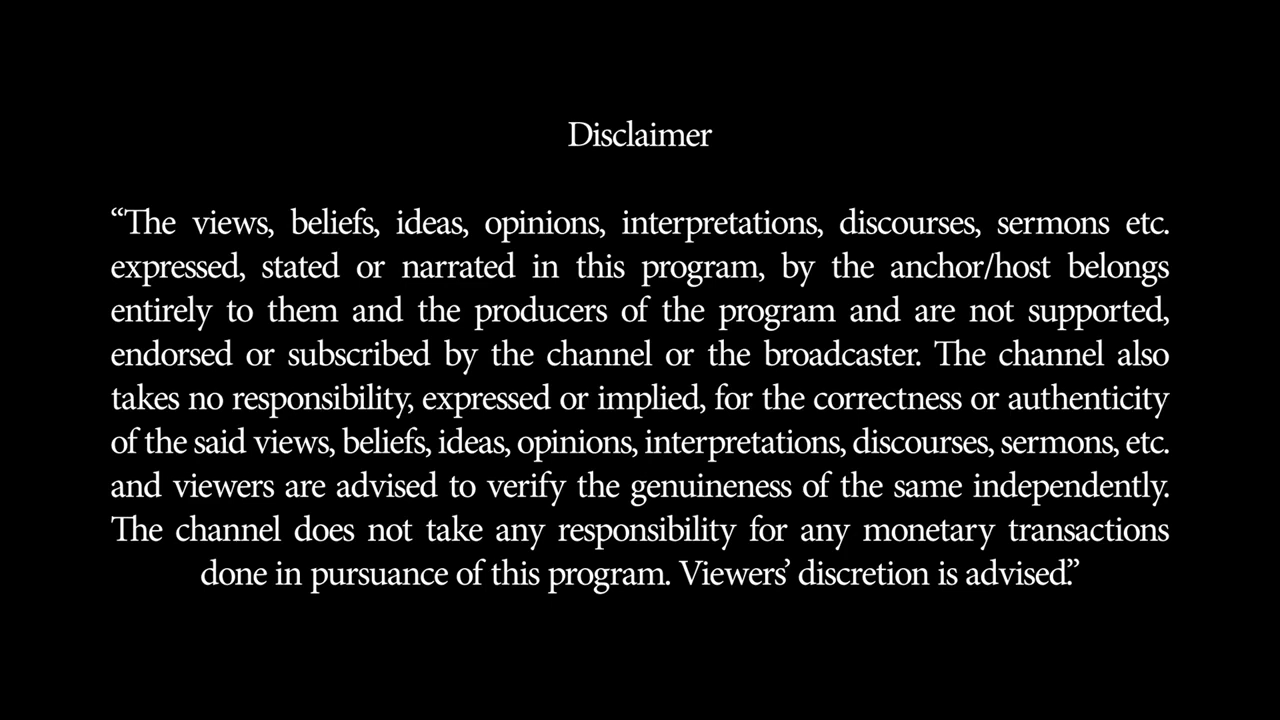 Disclaimer
“The views, beliefs, ideas, opinions, interpretations, discourses, sermons etc.
expressed, stated or narrated in this program, by the anchor/host belongs
entirely to them and the producers of the program and are not supported,
endorsed or subscribed by the channel or the broadcaster. The channel also
takes no responsibility, expressed or implied, for the correctness or authenticity
of the said views, beliefs, ideas, opinions, interpretations, discourses, sermons, etc.
and viewers are advised to verify the genuineness of the same independently.
The channel does not take any responsibility for any monetary transactions
done in pursuance of this program. Viewers’ discretion is advised.”